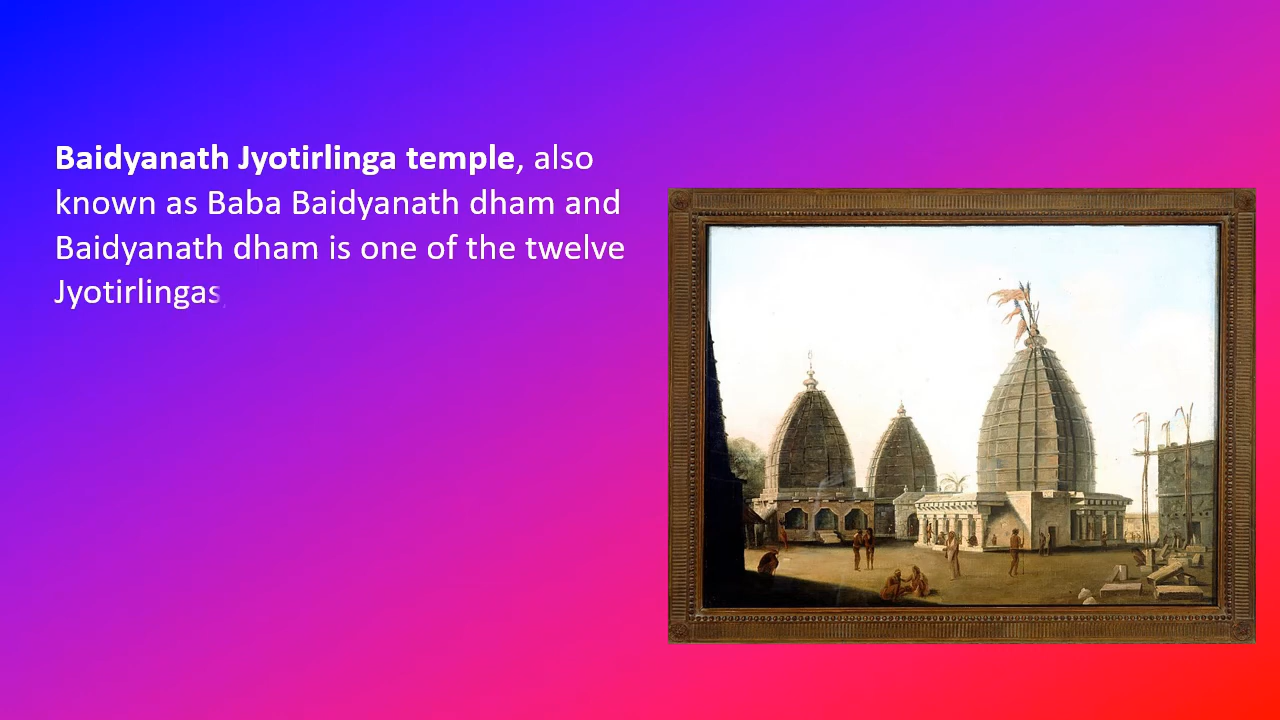 Baidyanath Jyotirlinga temple, also
known as Baba Baidyanath dham and
Baidyanath dham is one of the twelve
Jyotirlingas,